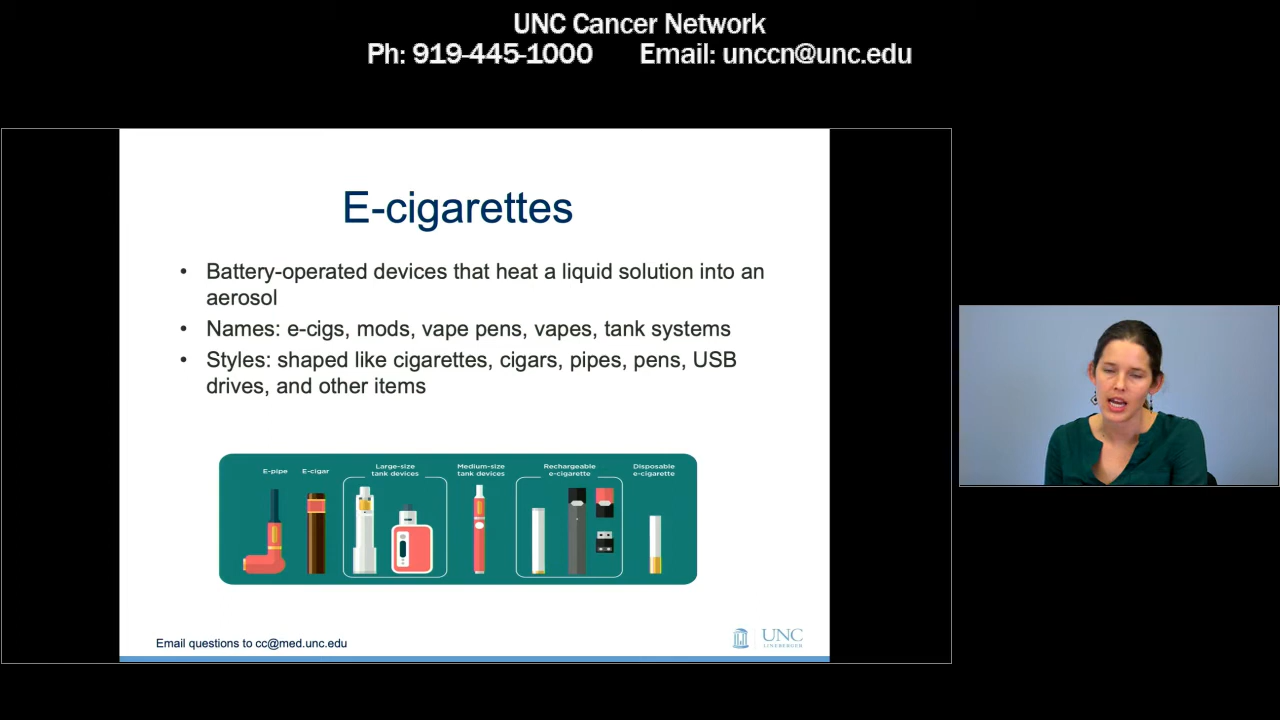 UNC Cancer Network
Ph: 919-445-1000 Email: unccn@unc.edu
E-cigarettes
• Battery-operated devices that heat a liquid solution into an
aerosol
• Names: e-cigs, mods, vape pens, vapes, tank systems
• Styles: shaped like cigarettes, cigars, pipes, pens, USB
drives, and other items
E-pipe
E-cigar
Large-size
tank devices
Medium-size
tank devices
Rechargeable
e-cigarette
Disposable
e-cigarette
Email questions to cc@med.unc.edu
UNC
LINEBERGER